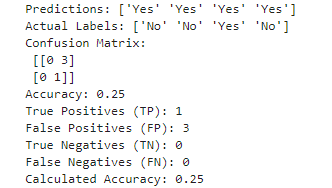 Predictions: ['Yes' 'Yes' 'Yes' 'Yes']
Actual Labels: ['No' 'No' 'Yes' 'No']
Confusion Matrix:
[[0 3]
[0 1]]
Accuracy: 0.25
True Positives (TP): 1
False Positives (FP): 3
True Negatives (TN): 0
False Negatives (FN): 0
Calculated Accuracy: 0.25